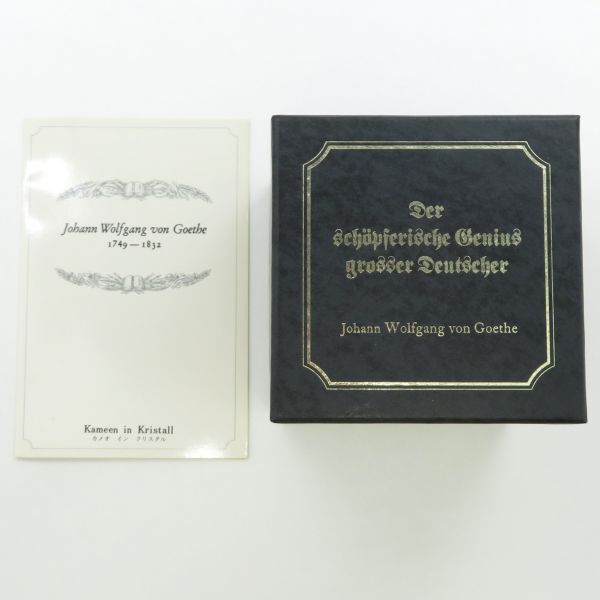 Johann Wolfgang von Goethe
1749—1832
Kameen in Kristall
カメオ イン クリスタル
Der
schöpferische Genius
grosser Deutscher
Johann Wolfgang von Goethe